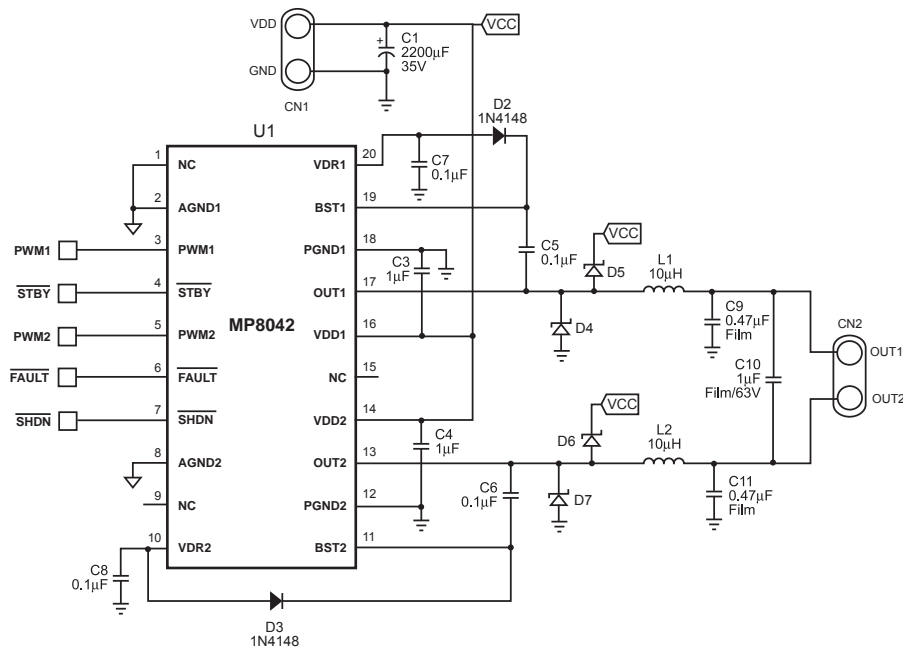 VDD
VCC
C1
2200µF
35V
+
GND
CN1
D2
1N4148
U1
1
NC
VDR1
20
C7
0.1µF
2
AGND1
BST1
19
PWM1
3
PWM1
PGND1
18
C3
1µF
C5
0.1µF
VCC
D5
L1
10µH
STBY
4
STBY
OUT1
17
MP8042
D4
C9
0.47µF
Film
CN2
PWM2
5
PWM2
VDD1
16
OUT1
FAULT
6
FAULT
NC
15
C10
1µF
Film/63V
SHDN
7
SHDN
VDD2
14
VCC
OUT2
C4
1µF
D6
L2
10µH
8
AGND2
OUT2
13
9
NC
PGND2
12
C6
0.1µF
D7
C11
0.47µF
Film
10
VDR2
BST2
11
C8
0.1µF
D3
1N4148